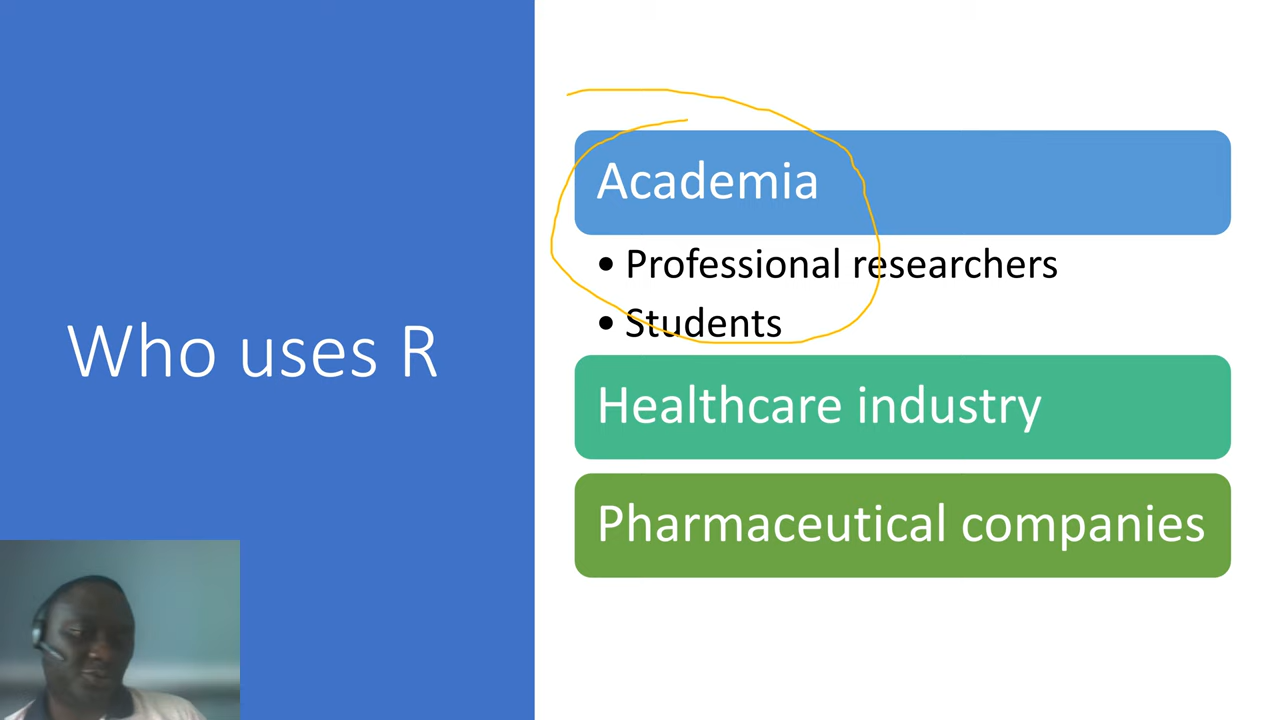 Who uses R
Academia
• Professional researchers
• Students
Healthcare industry
Pharmaceutical companies